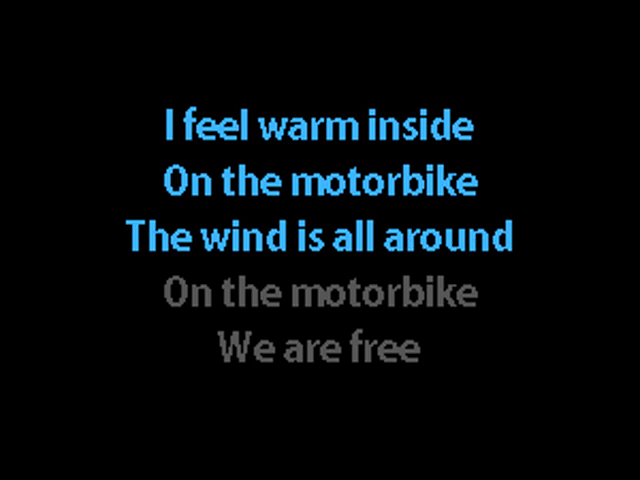 I feel warm inside
On the motorbike
The wind is all around
On the motorbike
We are free